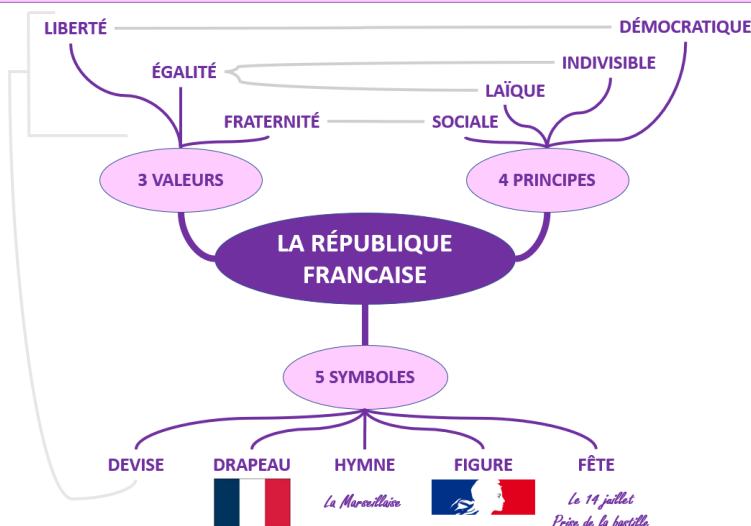 LIBERTÉ
DÉMOCRATIQUE
ÉGALITÉ
INDIVISIBLE
LAÏQUE
FRATERNITÉ
SOCIALE
3 VALEURS
4 PRINCIPES
LA RÉPUBLIQUE
FRANCAISE
5 SYMBOLES
DEVISE
DRAPEAU
HYMNE
FIGURE
FÊTE
La Marseillaise
Le 14 juillet
Prise de la bastille